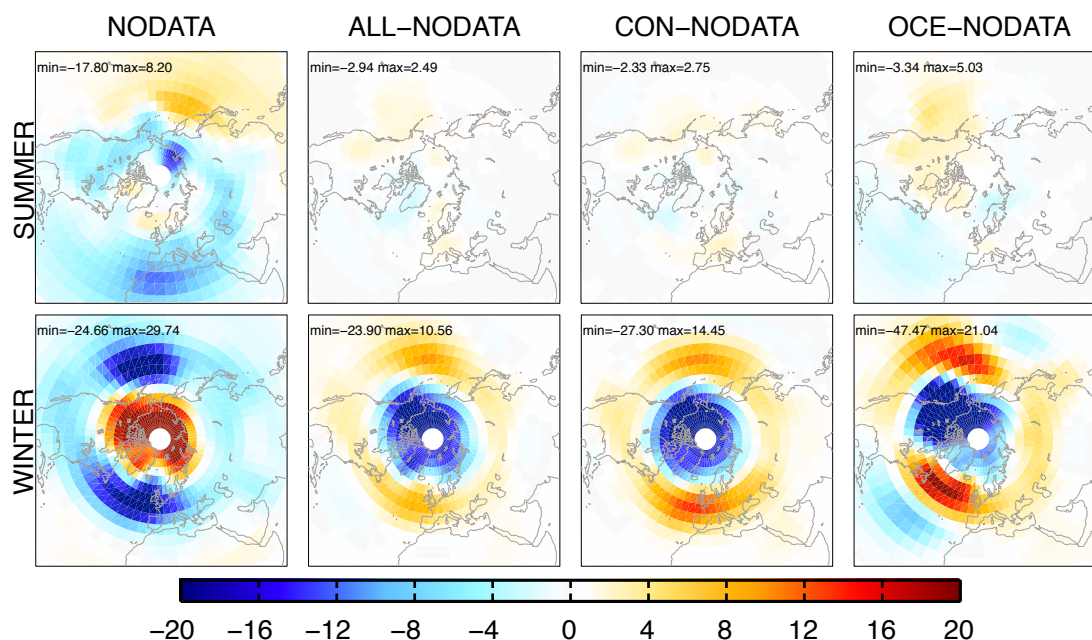 NODATA ALL−NODATA CON−NODATA OCE−NODATA
SUMMER
min=−17.80 max=8.20 min=−2.94 max=2.49 min=−2.33 max=2.75 min=−3.34 max=5.03
WINTER
min=−24.66 max=29.74 min=−23.90 max=10.56 min=−27.30 max=14.45 min=−47.47 max=21.04
−20 −16 −12 −8 −4 0 4 8 12 16 20